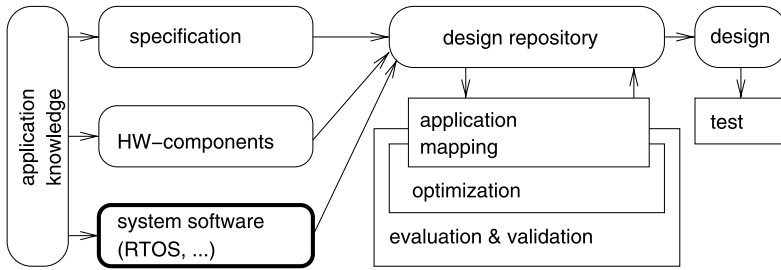 application
knowledge
specification
HW−components
system software
(RTOS, ...)
design repository
application
mapping
optimization
evaluation & validation
design
test